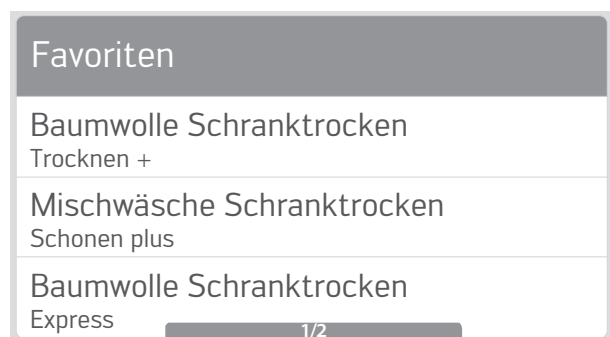 Favoriten
Baumwolle Schranktrocken
Trocknen +
Mischwäsche Schranktrocken
Schonen plus
Baumwolle Schranktrocken
Express
1/2